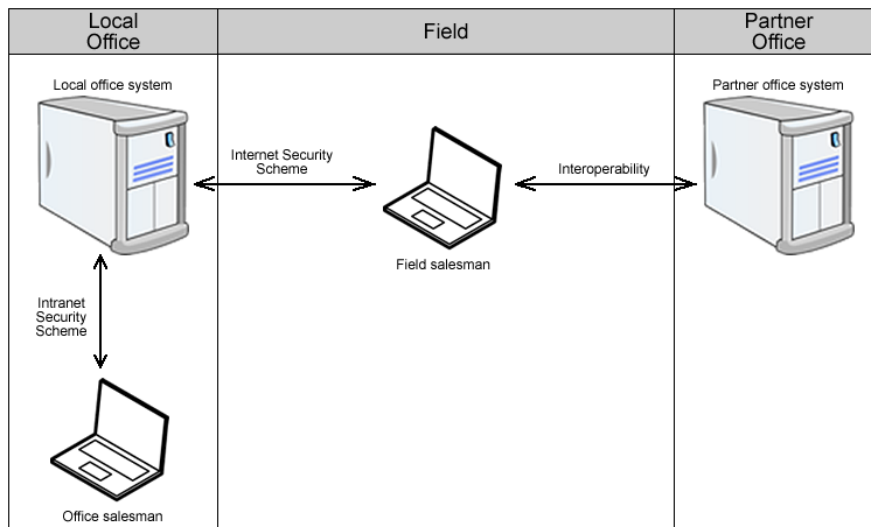 Local
Office
Field
Partner
Office
Local office system
Partner office system
Internet Security
Scheme
Interoperability
Field salesman
Intranet
Security
Scheme
Office salesman